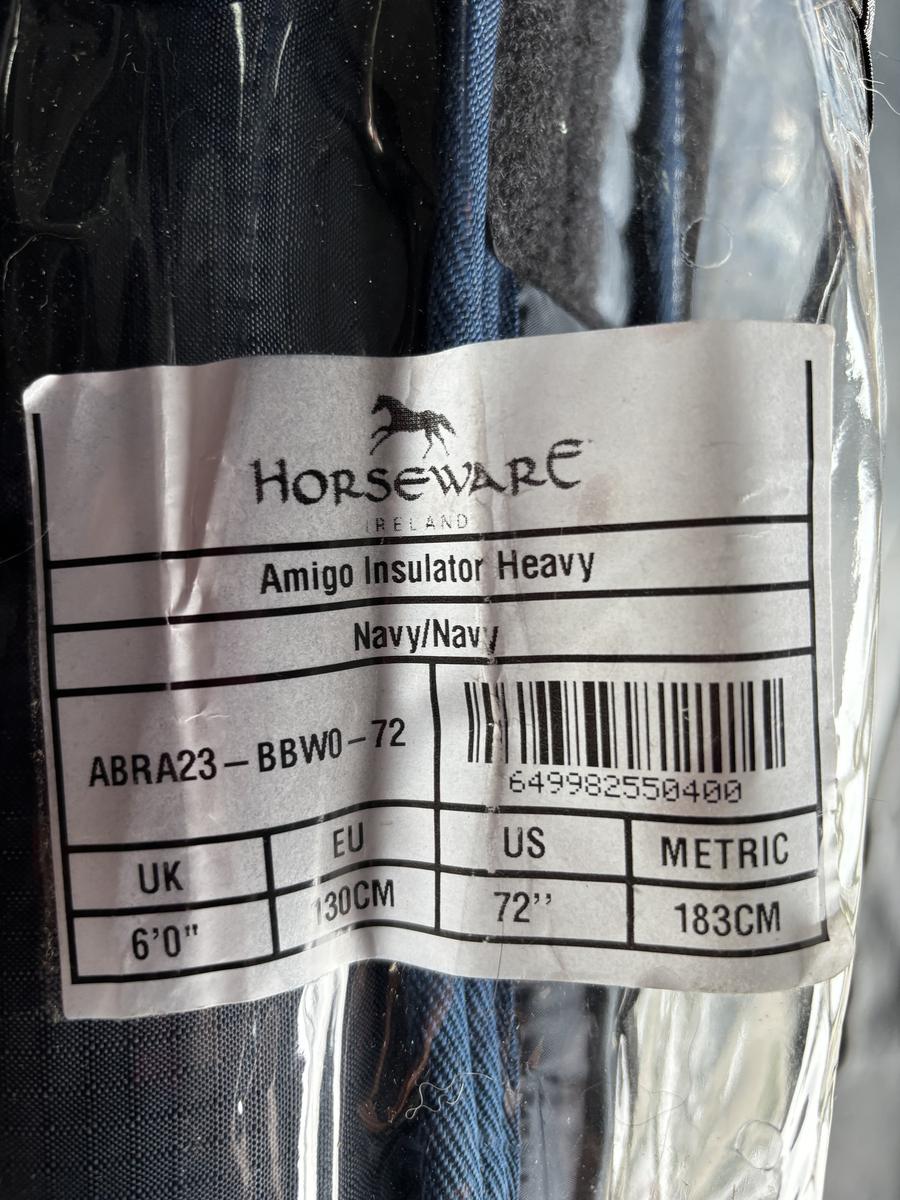 HORSEWARE
IRELAND
Amigo Insulator Heavy
Navy/Navy
ABRA23-BBW0-72
649982550400
UK EU US METRIC
6'0" 130CM 72’’ 183CM